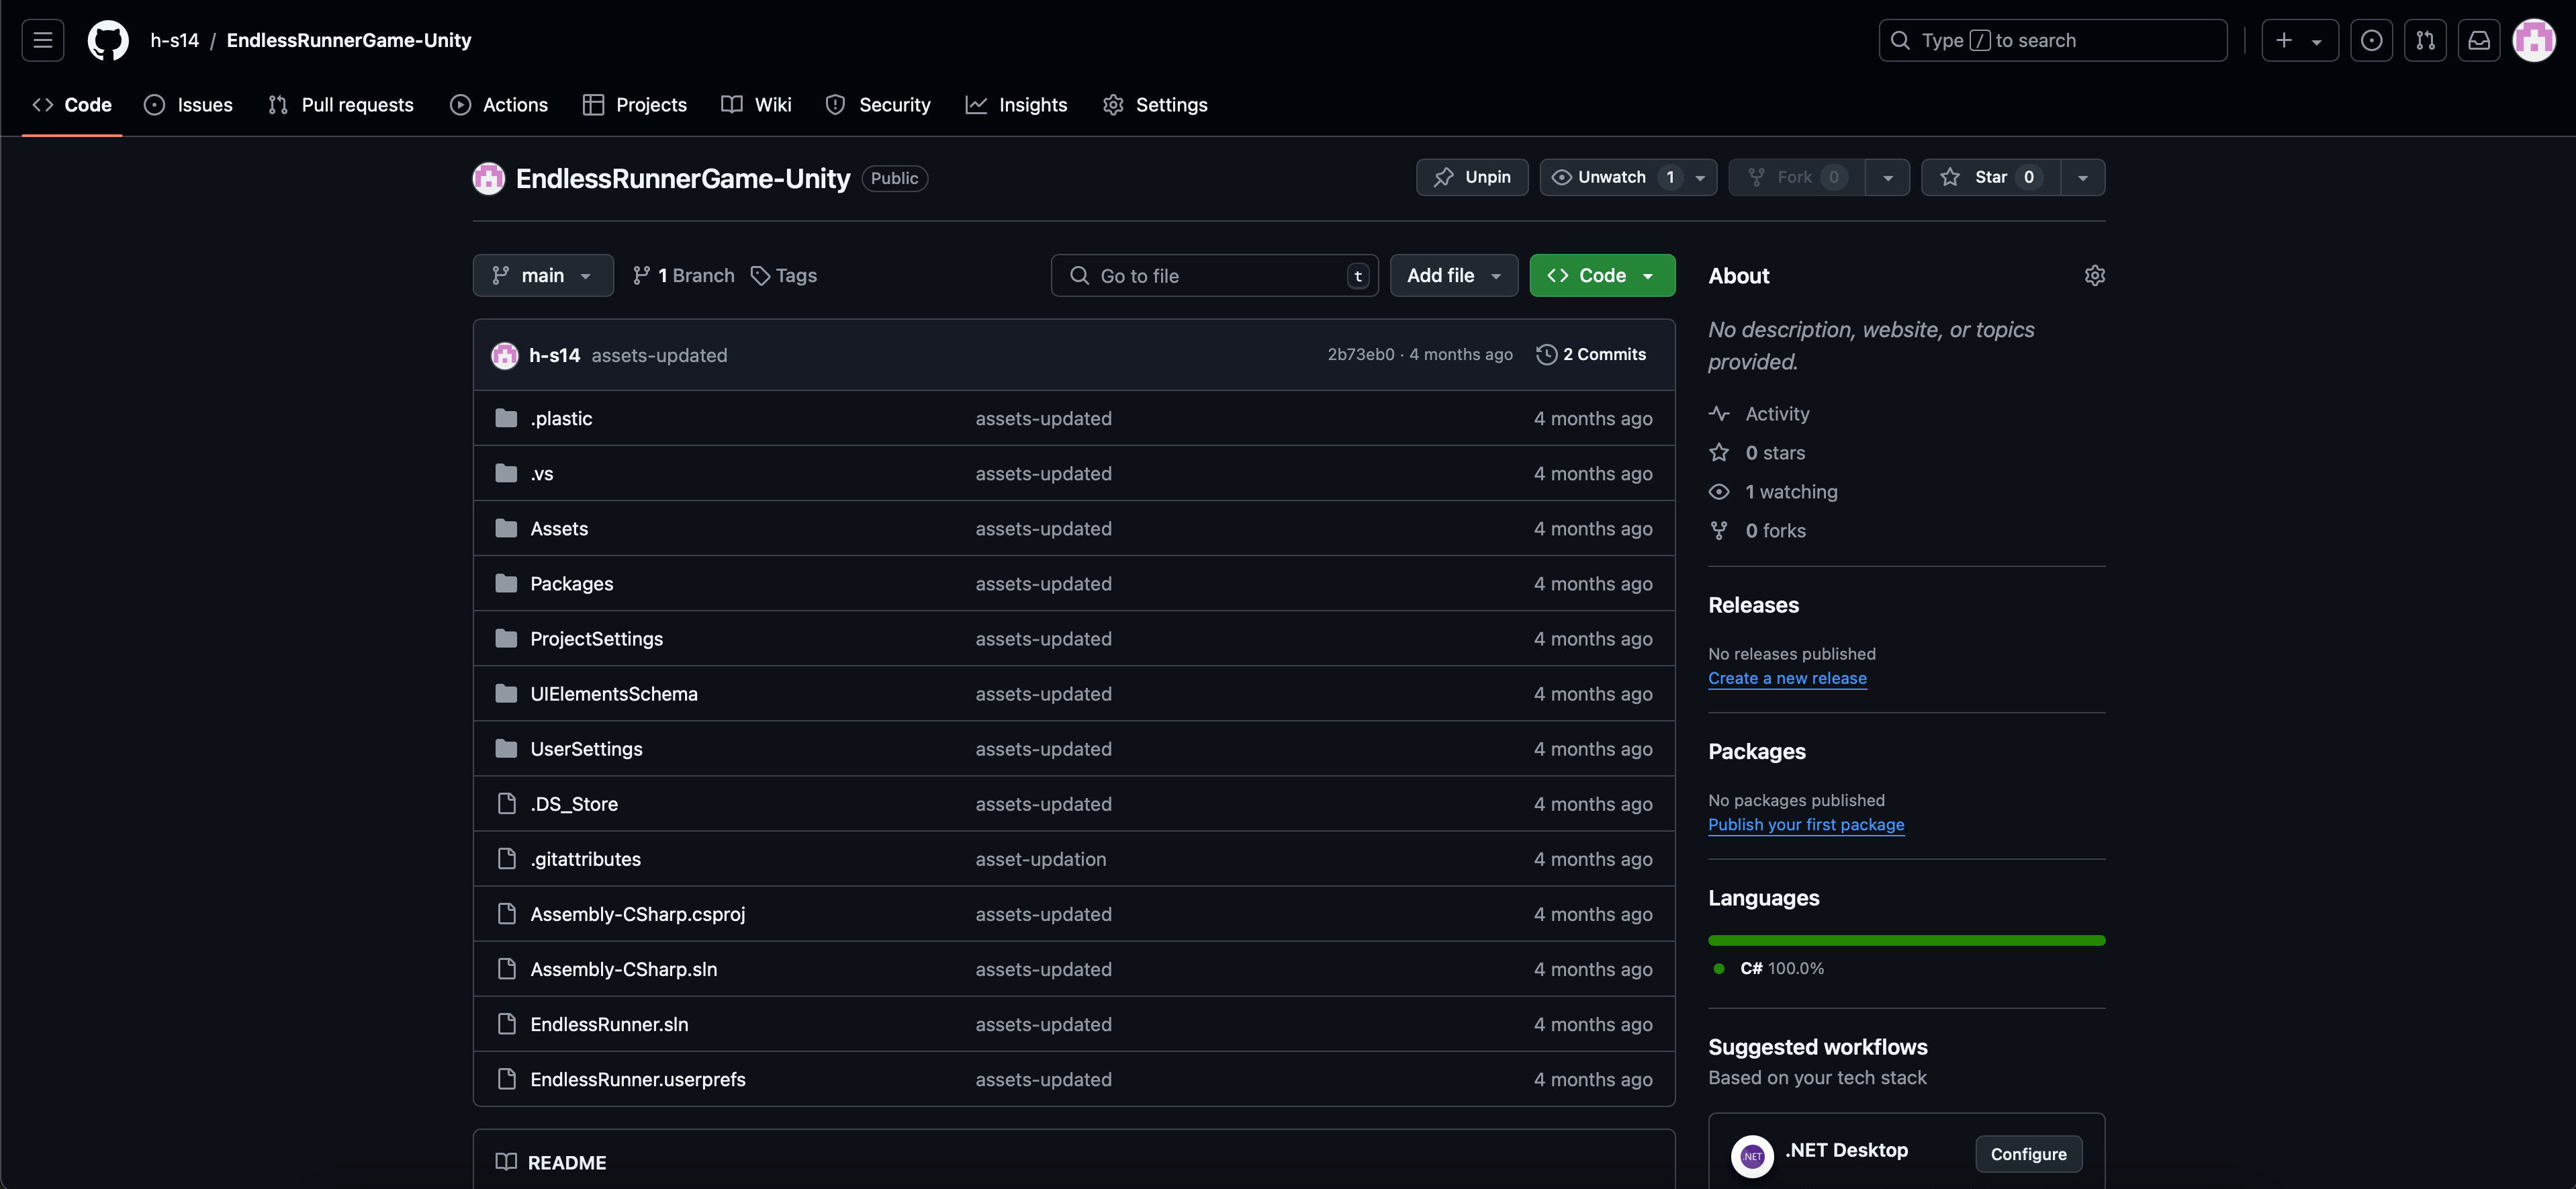 h-s14 / EndlessRunnerGame-Unity
Type / to search
Code Issues Pull requests Actions Projects Wiki Security Insights Settings
EndlessRunnerGame-Unity Public
Unpin Unwatch 1 Fork 0 Star 0
main 1 Branch Tags
Go to file t Add file Code
h-s14 assets-updated 2b73eb0 · 4 months ago 2 Commits
.plastic assets-updated 4 months ago
.vs assets-updated 4 months ago
Assets assets-updated 4 months ago
Packages assets-updated 4 months ago
ProjectSettings assets-updated 4 months ago
UIElementsSchema assets-updated 4 months ago
UserSettings assets-updated 4 months ago
.DS_Store assets-updated 4 months ago
.gitattributes asset-updation 4 months ago
Assembly-CSharp.csproj assets-updated 4 months ago
Assembly-CSharp.sln assets-updated 4 months ago
EndlessRunner.sln assets-updated 4 months ago
EndlessRunner.userprefs assets-updated 4 months ago
README
About
No description, website, or topics
provided.
Activity
0 stars
1 watching
0 forks
Releases
No releases published
Create a new release
Packages
No packages published
Publish your first package
Languages
C# 100.0%
Suggested workflows
Based on your tech stack
.NET .NET Desktop Configure